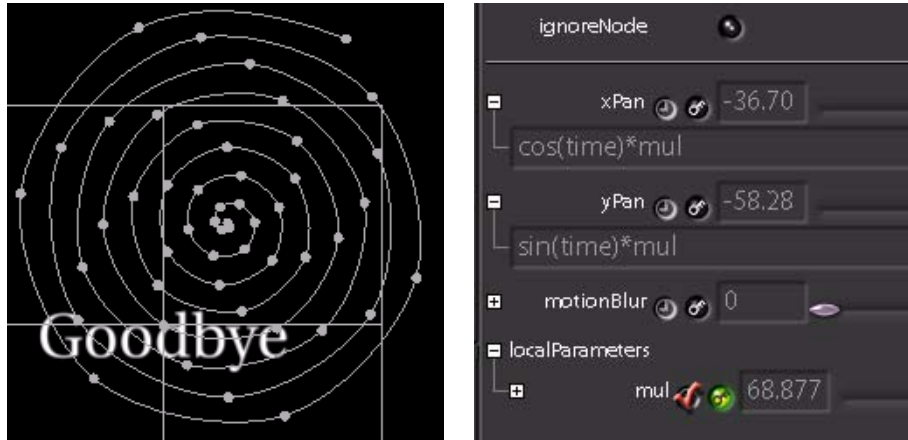 Goodbye
ignoreNode
xPan -36.70
cos(time)*mul
yPan -58.28
sin(time)*mul
motionBlur 0
localParameters
mul 68.877